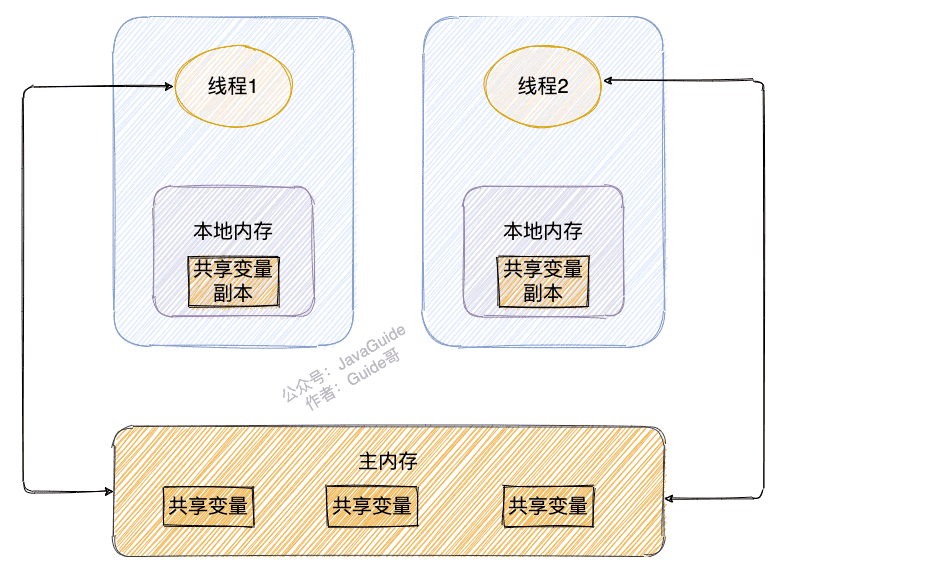 线程1
线程2
本地内存
共享变量
副本
本地内存
共享变量
副本
公众号：JavaGuide
作者：Guide哥
主内存
共享变量
共享变量
共享变量